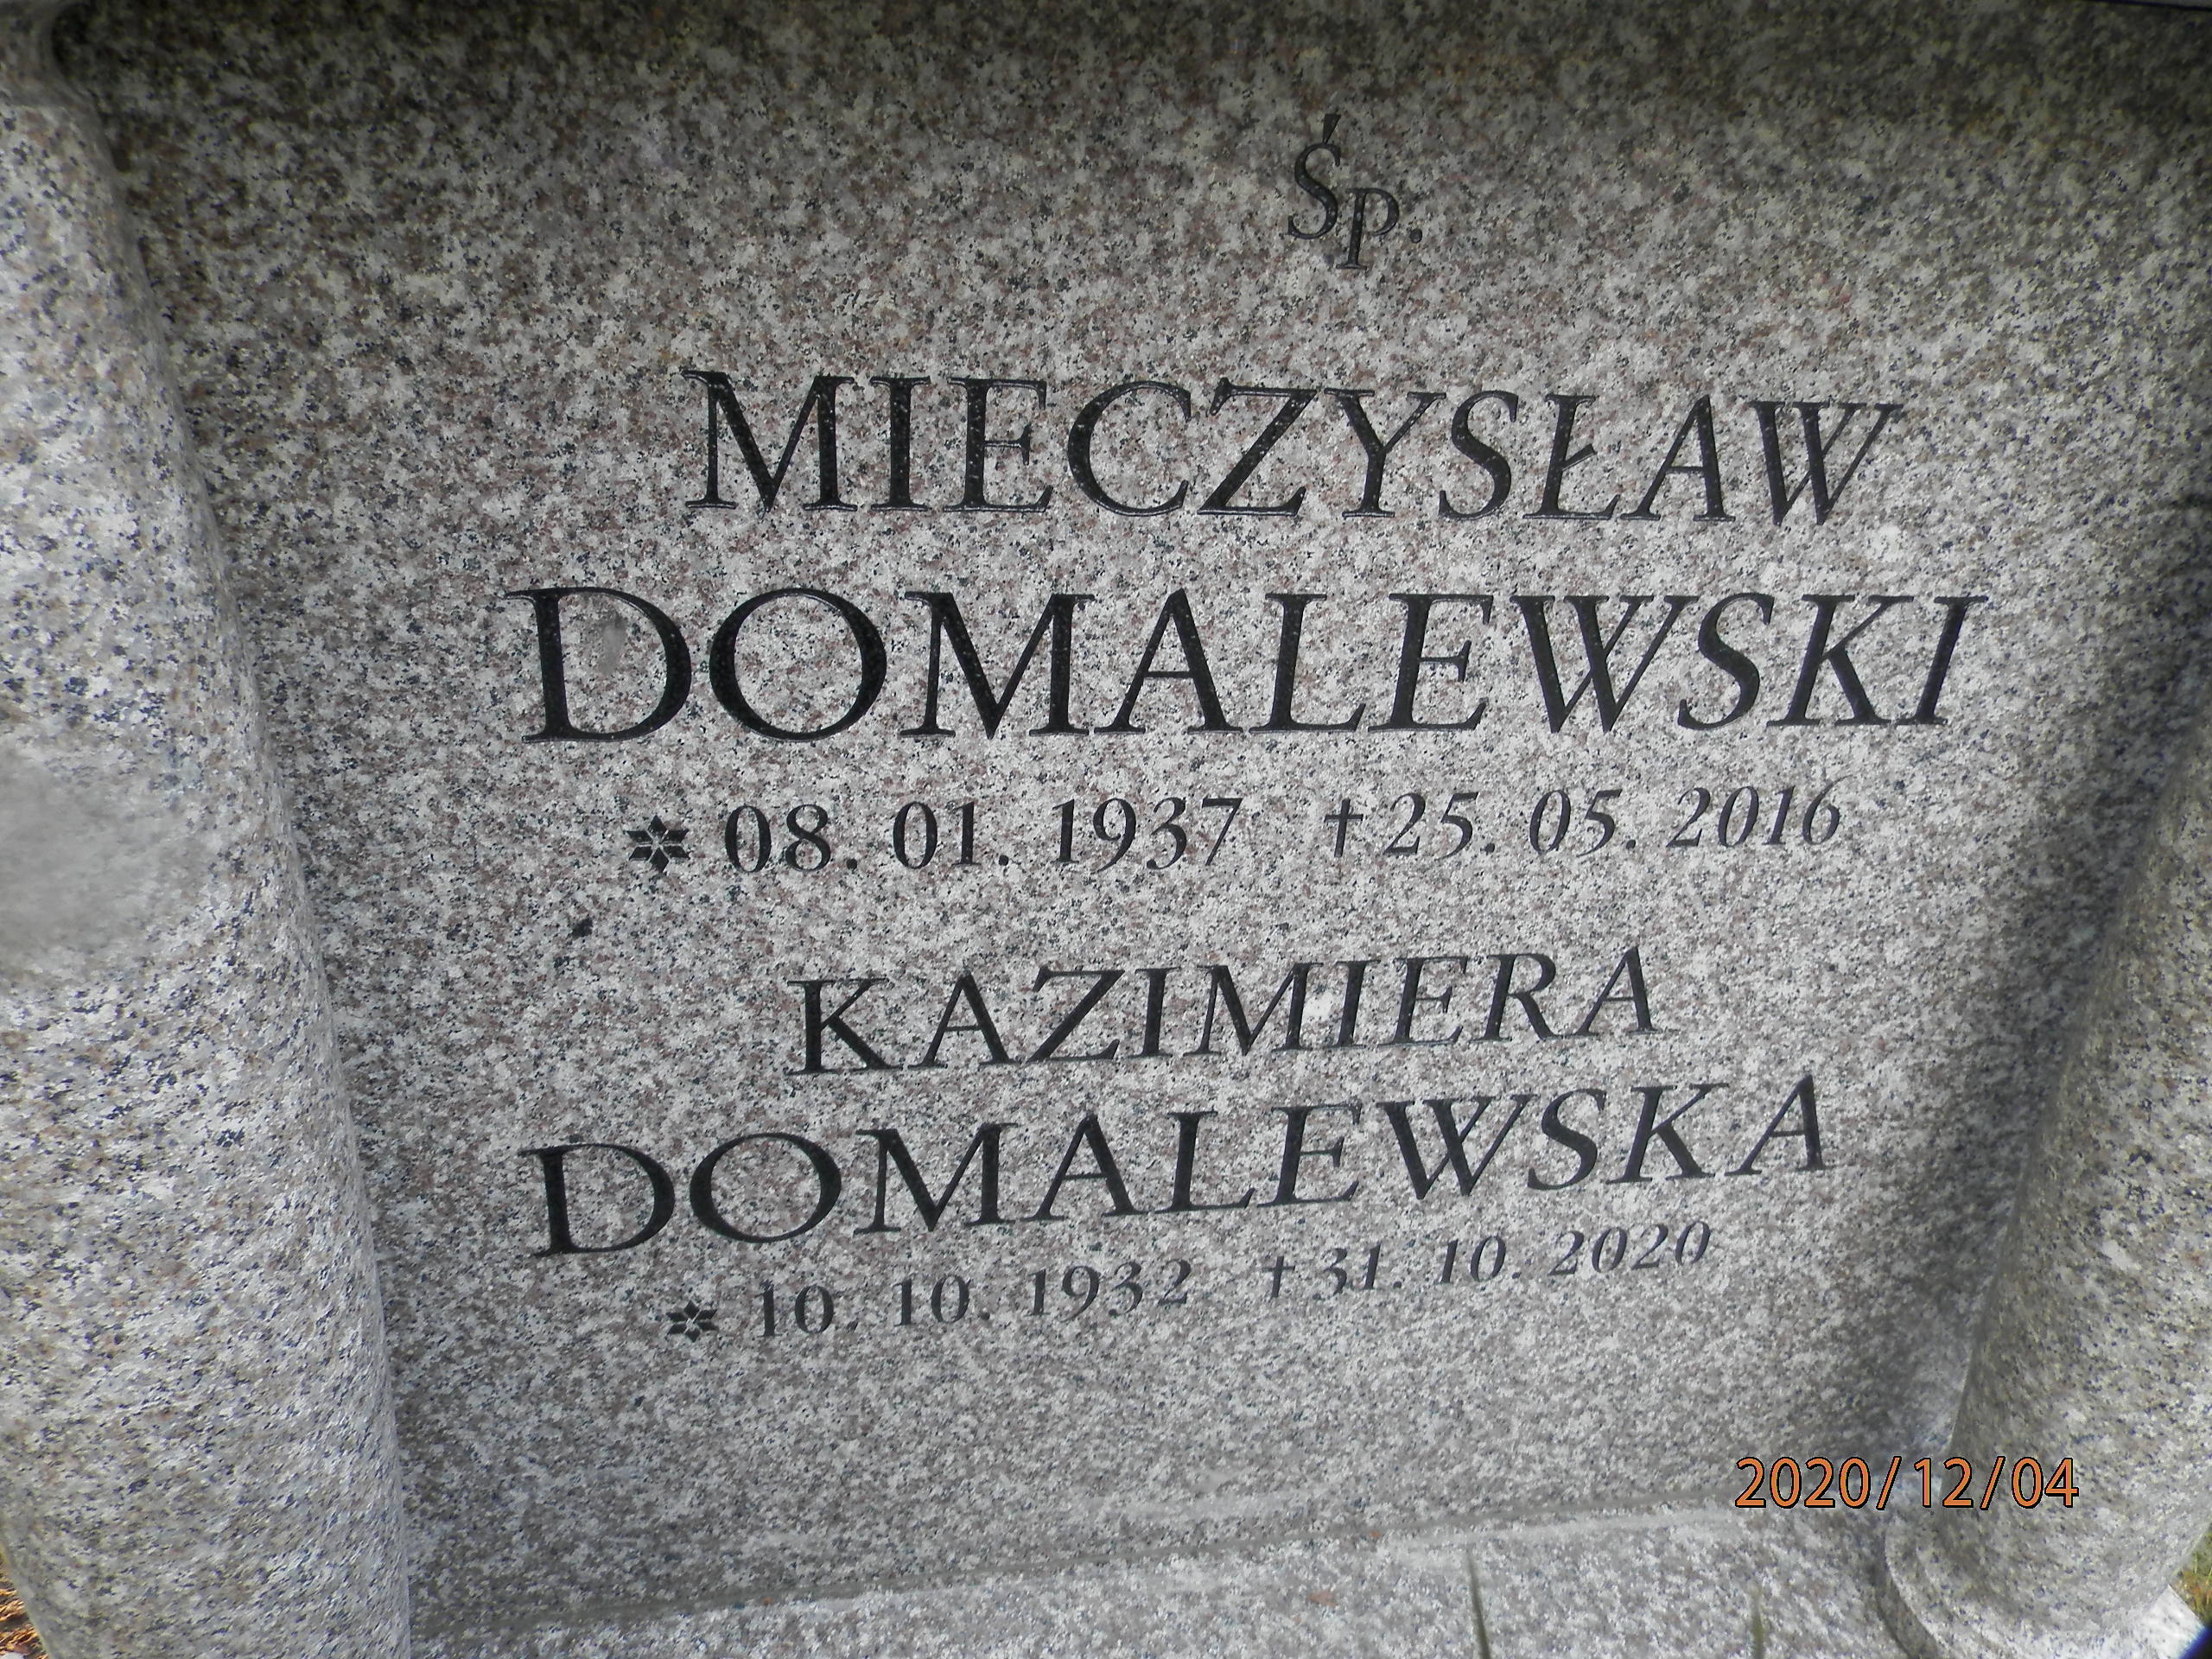 Śp.
MIECZYSŁAW
DOMALEWSKI
* 08. 01. 1937 †25. 05. 2016
KAZIMIERA
DOMALEWSKA
* 10. 10. 1932 †31. 10. 2020
2020/12/04